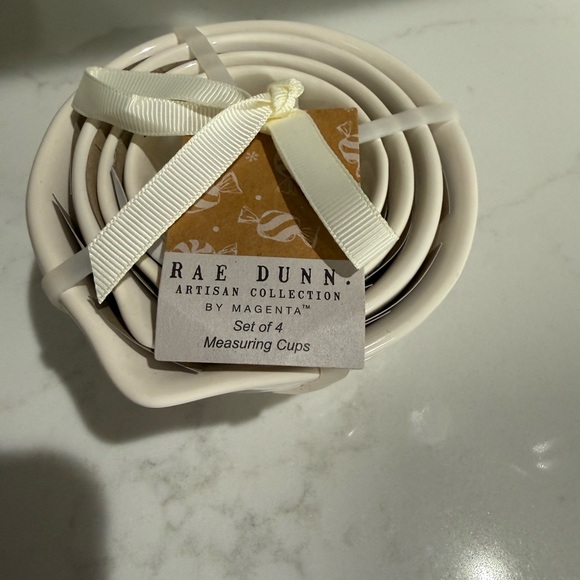 RAE DUNN.
ARTISAN COLLECTION
BY MAGENTA™
Set of 4
Measuring Cups